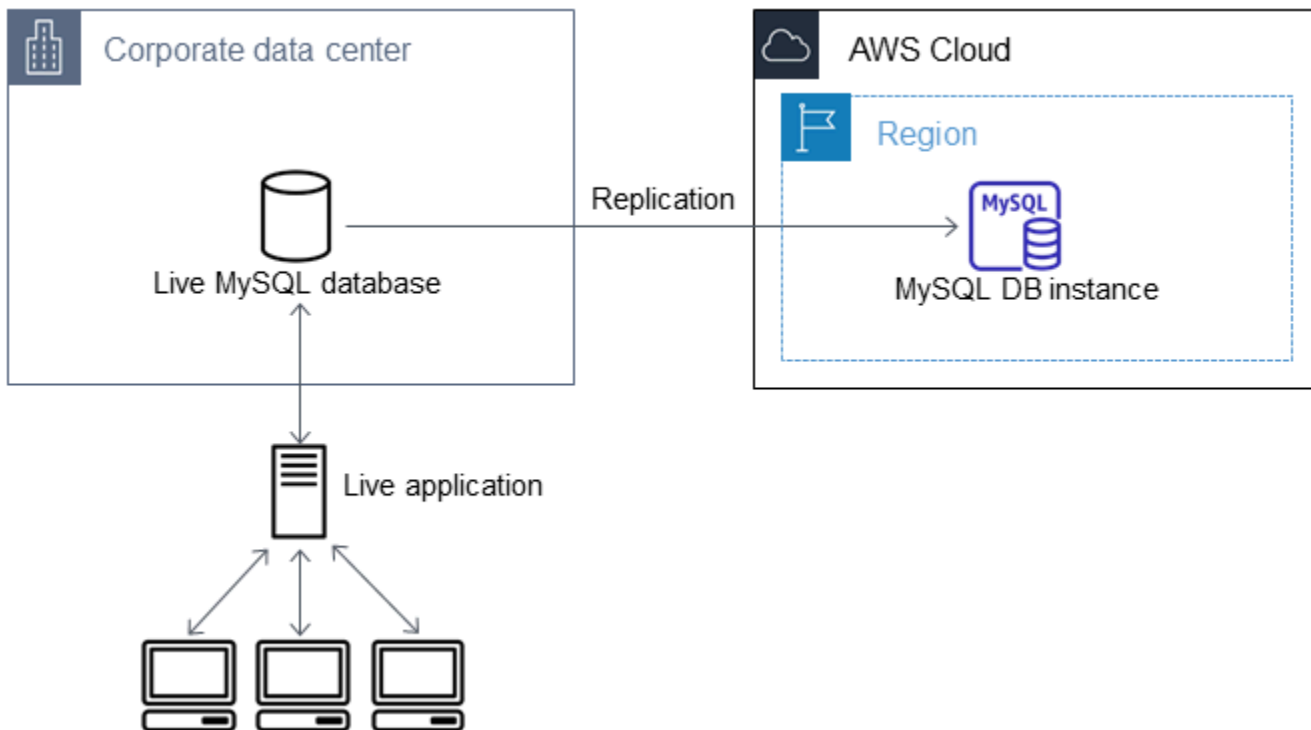 Corporate data center
AWS Cloud
Region
Replication
MySQL
Live MySQL database
MySQL DB instance
Live application